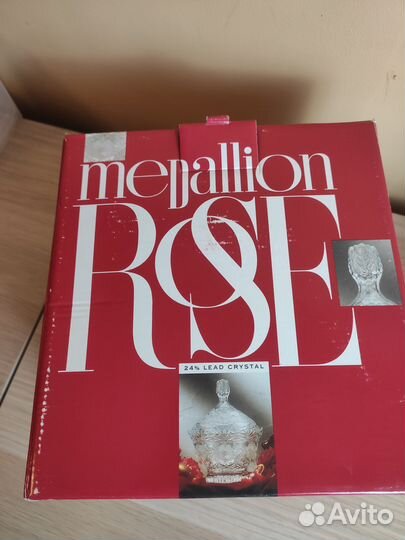 medallion
ROSE
24% LEAD CRYSTAL
Avito